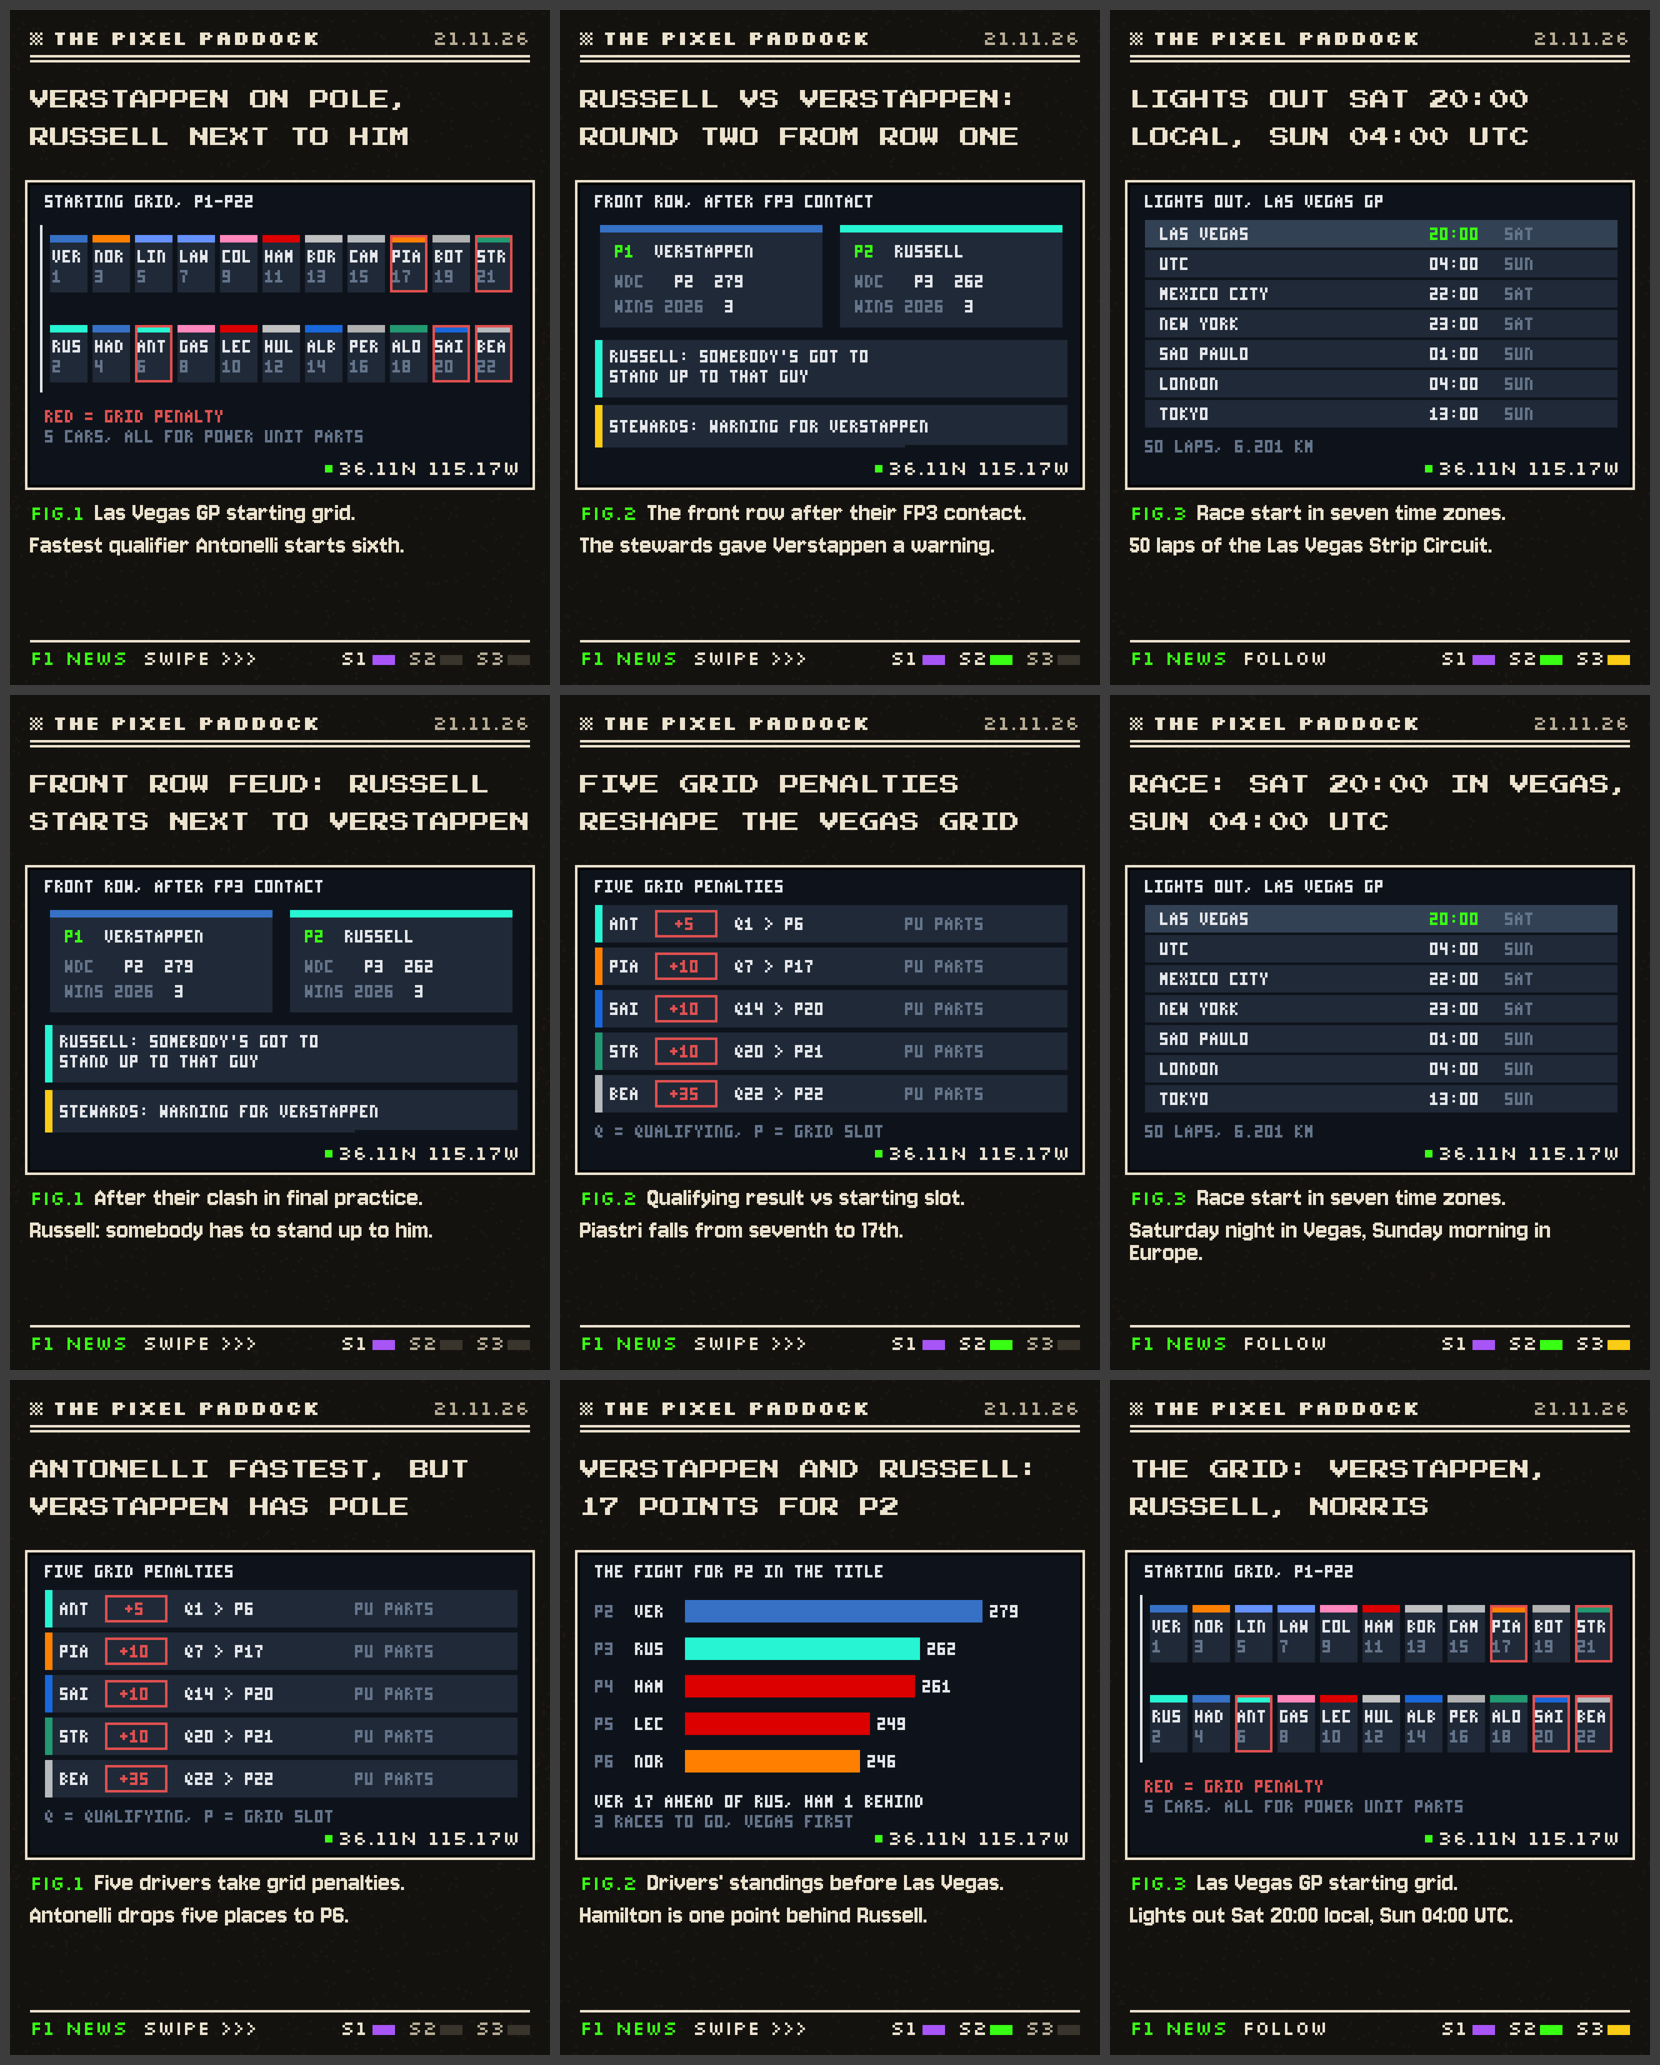 THE PIXEL PADDOCK 21.11.26
VERSTAPPEN ON POLE,
RUSSELL NEXT TO HIM
STARTING GRID, P1-P22
VER NOR LIN LAW COL HAM BOR CAM PIA BOT STR
1 3 5 7 9 11 13 15 17 19 21
RUS HAD ANT GAS LEC HUL ALB PER ALO SAI BEA
2 4 6 8 10 12 14 16 18 20 22
RED = GRID PENALTY
5 CARS, ALL FOR POWER UNIT PARTS
36.11N 115.17W
FIG.1 Las Vegas GP starting grid.
Fastest qualifier Antonelli starts sixth.
F1 NEWS SWIPE >>> S1 S2 S3
THE PIXEL PADDOCK 21.11.26
RUSSELL VS VERSTAPPEN:
ROUND TWO FROM ROW ONE
FRONT ROW, AFTER FP3 CONTACT
P1 VERSTAPPEN
WDC P2 279
WINS 2026 3
P2 RUSSELL
WDC P3 262
WINS 2026 3
RUSSELL: SOMEBODY'S GOT TO
STAND UP TO THAT GUY
STEWARDS: WARNING FOR VERSTAPPEN
36.11N 115.17W
FIG.2 The front row after their FP3 contact.
The stewards gave Verstappen a warning.
F1 NEWS SWIPE >>> S1 S2 S3
THE PIXEL PADDOCK 21.11.26
LIGHTS OUT SAT 20:00
LOCAL, SUN 04:00 UTC
LIGHTS OUT, LAS VEGAS GP
LAS VEGAS 20:00 SAT
UTC 04:00 SUN
MEXICO CITY 22:00 SAT
NEW YORK 23:00 SAT
SAO PAULO 01:00 SUN
LONDON 04:00 SUN
TOKYO 13:00 SUN
50 LAPS, 6.201 KM
36.11N 115.17W
FIG.3 Race start in seven time zones.
50 laps of the Las Vegas Strip Circuit.
F1 NEWS FOLLOW S1 S2 S3
THE PIXEL PADDOCK 21.11.26
FRONT ROW FEUD: RUSSELL
STARTS NEXT TO VERSTAPPEN
FRONT ROW, AFTER FP3 CONTACT
P1 VERSTAPPEN
WDC P2 279
WINS 2026 3
P2 RUSSELL
WDC P3 262
WINS 2026 3
RUSSELL: SOMEBODY'S GOT TO
STAND UP TO THAT GUY
STEWARDS: WARNING FOR VERSTAPPEN
36.11N 115.17W
FIG.1 After their clash in final practice.
Russell: somebody has to stand up to him.
F1 NEWS SWIPE >>> S1 S2 S3
THE PIXEL PADDOCK 21.11.26
FIVE GRID PENALTIES
RESHAPE THE VEGAS GRID
FIVE GRID PENALTIES
ANT +5 Q1 > P6 PU PARTS
PIA +10 Q7 > P17 PU PARTS
SAI +10 Q14 > P20 PU PARTS
STR +10 Q20 > P21 PU PARTS
BEA +35 Q22 > P22 PU PARTS
Q = QUALIFYING, P = GRID SLOT
36.11N 115.17W
FIG.2 Qualifying result vs starting slot.
Piastri falls from seventh to 17th.
F1 NEWS SWIPE >>> S1 S2 S3
THE PIXEL PADDOCK 21.11.26
RACE: SAT 20:00 IN VEGAS,
SUN 04:00 UTC
LIGHTS OUT, LAS VEGAS GP
LAS VEGAS 20:00 SAT
UTC 04:00 SUN
MEXICO CITY 22:00 SAT
NEW YORK 23:00 SAT
SAO PAULO 01:00 SUN
LONDON 04:00 SUN
TOKYO 13:00 SUN
50 LAPS, 6.201 KM
36.11N 115.17W
FIG.3 Race start in seven time zones.
Saturday night in Vegas, Sunday morning in
Europe.
F1 NEWS FOLLOW S1 S2 S3
THE PIXEL PADDOCK 21.11.26
ANTONELLI FASTEST, BUT
VERSTAPPEN HAS POLE
FIVE GRID PENALTIES
ANT +5 Q1 > P6 PU PARTS
PIA +10 Q7 > P17 PU PARTS
SAI +10 Q14 > P20 PU PARTS
STR +10 Q20 > P21 PU PARTS
BEA +35 Q22 > P22 PU PARTS
Q = QUALIFYING, P = GRID SLOT
36.11N 115.17W
FIG.1 Five drivers take grid penalties.
Antonelli drops five places to P6.
F1 NEWS SWIPE >>> S1 S2 S3
THE PIXEL PADDOCK 21.11.26
VERSTAPPEN AND RUSSELL:
17 POINTS FOR P2
THE FIGHT FOR P2 IN THE TITLE
P2 VER 279
P3 RUS 262
P4 HAM 261
P5 LEC 249
P6 NOR 246
VER 17 AHEAD OF RUS, HAM 1 BEHIND
3 RACES TO GO, VEGAS FIRST
36.11N 115.17W
FIG.2 Drivers' standings before Las Vegas.
Hamilton is one point behind Russell.
F1 NEWS SWIPE >>> S1 S2 S3
THE PIXEL PADDOCK 21.11.26
THE GRID: VERSTAPPEN,
RUSSELL, NORRIS
STARTING GRID, P1-P22
VER NOR LIN LAW COL HAM BOR CAM PIA BOT STR
1 3 5 7 9 11 13 15 17 19 21
RUS HAD ANT GAS LEC HUL ALB PER ALO SAI BEA
2 4 6 8 10 12 14 16 18 20 22
RED = GRID PENALTY
5 CARS, ALL FOR POWER UNIT PARTS
36.11N 115.17W
FIG.3 Las Vegas GP starting grid.
Lights out Sat 20:00 local, Sun 04:00 UTC.
F1 NEWS FOLLOW S1 S2 S3